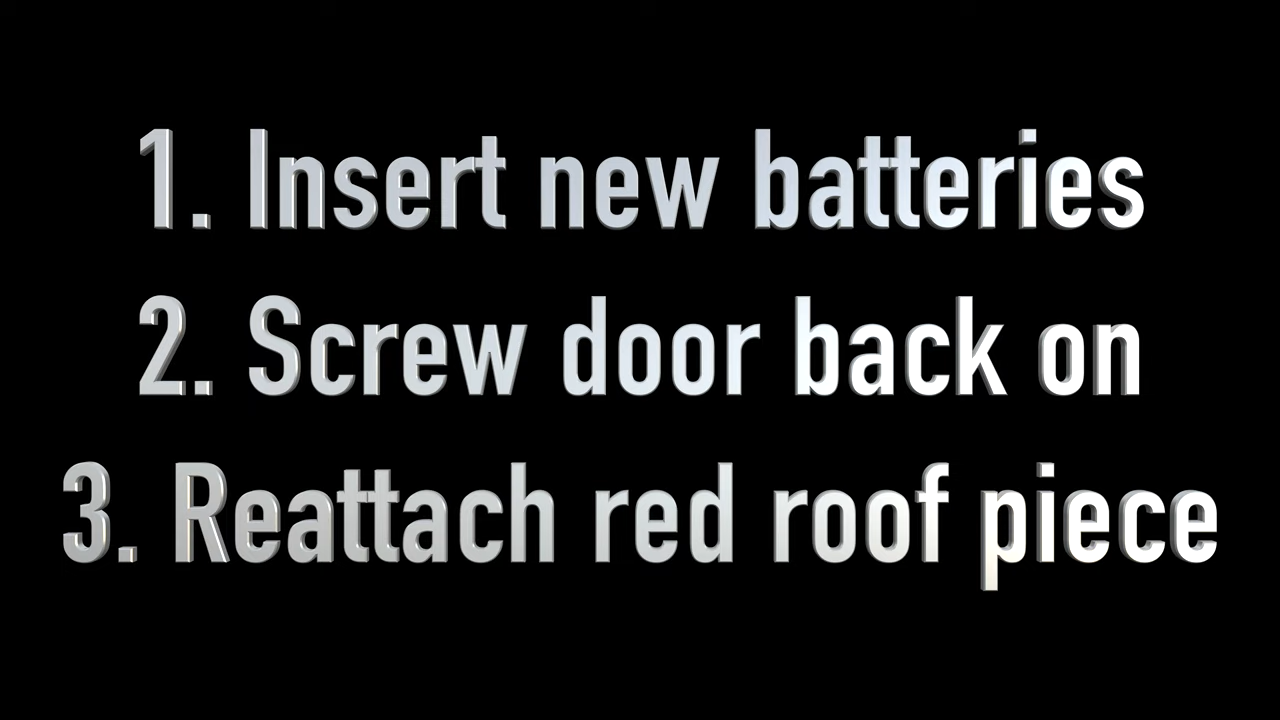 1. Insert new batteries
2. Screw door back on
3. Reattach red roof piece